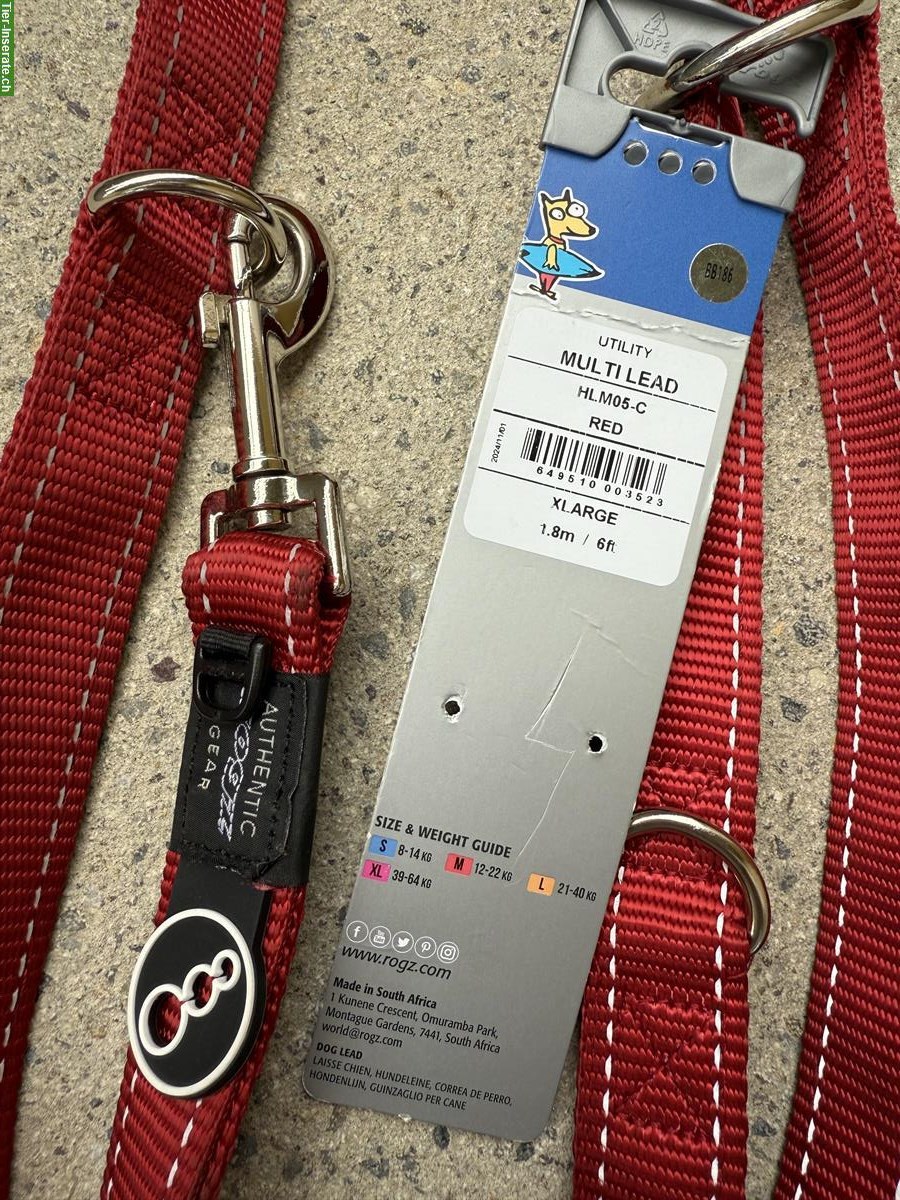 Tier-Inserate.ch
HDPE
BB186
UTILITY
MULTI LEAD
HLM05-C
RED
2024/11/01
649510 003523
XLARGE
1.8m / 6ft
AUTHENTIC
ROGZ
GEAR
SIZE & WEIGHT GUIDE
S 8-14 KG M 12-22 KG L 21-40 KG
XL 39-64 KG
www.rogz.com
Made in South Africa
1 Kunene Crescent, Omuramba Park,
Montague Gardens, 7441, South Africa
world@rogz.com
DOG LEAD
LAISSE CHIEN, HUNDELEINE, CORREA DE PERRO,
HONDENLIJN, GUINZAGLIO PER CANE